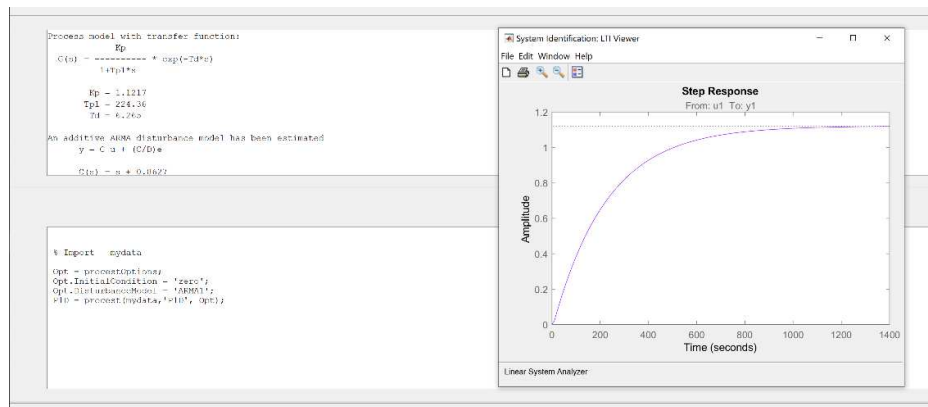 Process model with transfer function:
Kp
G(s) = ---------- * exp(-Td*s)
1+Tp1*s
Kp = 1.1217
Tp1 = 224.36
Td = 6.265
An additive ARMA disturbance model has been estimated
y = G u + (C/D)e
C(s) = s + 0.8627
% Import mydata
Opt = procestOptions;
Opt.InitialCondition = 'zero';
Opt.DisturbanceModel = 'ARMA1';
P1D = procest(mydata,'P1D', Opt);
System Identification: LTI Viewer
File Edit Window Help
Step Response
From: u1 To: y1
Amplitude
1.2
1
0.8
0.6
0.4
0.2
0
0 200 400 600 800 1000 1200 1400
Time (seconds)
Linear System Analyzer